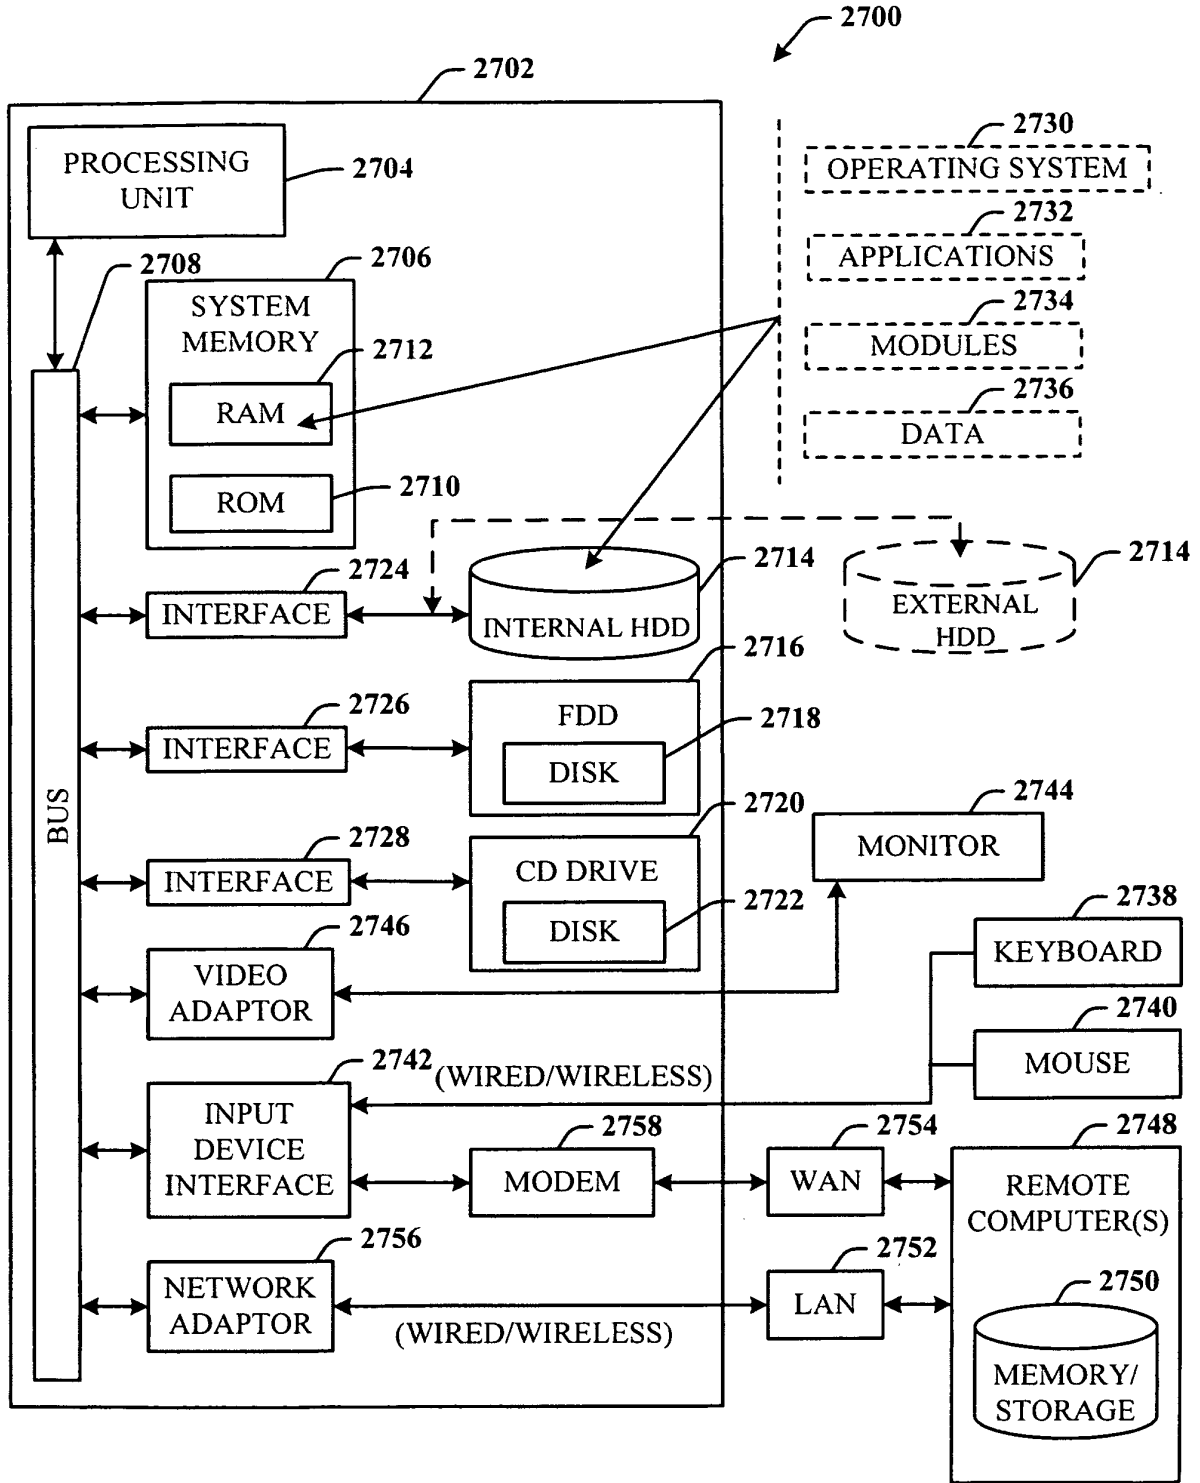 2700
2702
PROCESSING
UNIT
2704
2730
OPERATING SYSTEM
2732
APPLICATIONS
2734
MODULES
2736
DATA
2708
2706
SYSTEM
MEMORY
2712
RAM
2710
ROM
2724
INTERFACE
2714
INTERNAL HDD
2714
EXTERNAL
HDD
2716
FDD
2726
INTERFACE
2718
DISK
BUS
2720
CD DRIVE
2728
INTERFACE
2722
DISK
2744
MONITOR
2746
VIDEO
ADAPTOR
2738
KEYBOARD
2740
MOUSE
2742
(WIRED/WIRELESS)
INPUT
DEVICE
INTERFACE
2758
MODEM
2754
WAN
2748
REMOTE
COMPUTER(S)
2756
NETWORK
ADAPTOR
(WIRED/WIRELESS)
2752
LAN
2750
MEMORY/
STORAGE